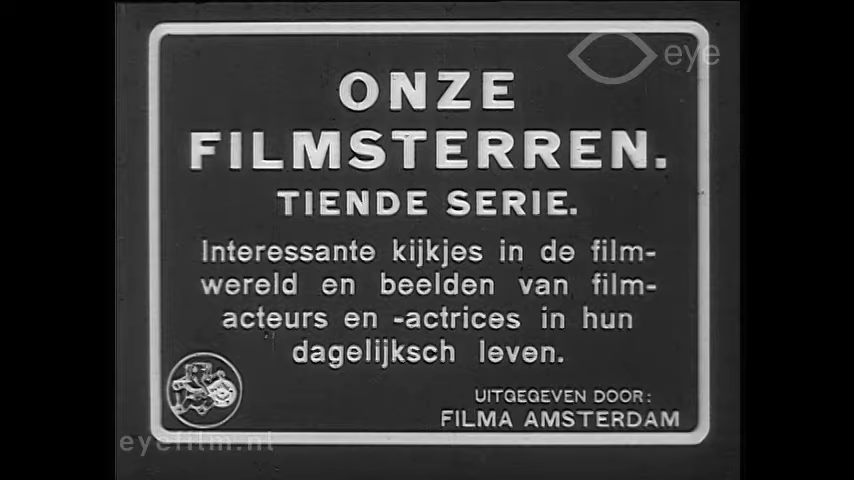 eye
ONZE
FILMSTERREN.
TIENDE SERIE.
Interessante kijkjes in de film-
wereld en beelden van film-
acteurs en -actrices in hun
dagelijksch leven.
UITGEGEVEN DOOR:
FILMA AMSTERDAM
eyefilm.nl